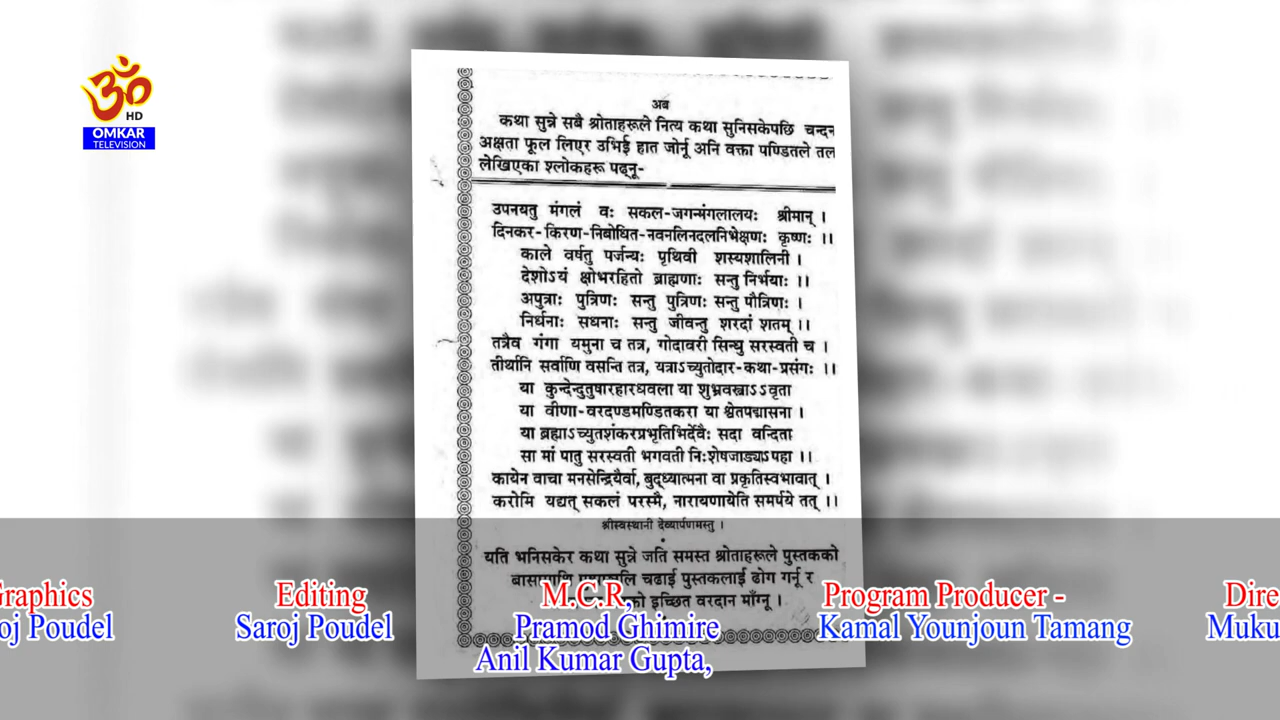 ॐ
HD
OMKAR
TELEVISION
अब
कथा सुन्ने सबै श्रोताहरूले नित्य कथा सुनिसकेपछि चन्दन
अक्षता फूल लिएर उभिई हात जोर्नू अनि वक्ता पण्डितले तल
लेखिएका श्लोकहरू पढ्नू-
उपनयतु मंगलं वः सकल-जगन्मंगलालयः श्रीमान् ।
दिनकर-किरण-निबोधित-नवनलिनदलनिभेक्षणः कृष्णः ।।
काले वर्षतु पर्जन्यः पृथिवी शस्यशालिनी ।
देशोऽयं क्षोभरहितो ब्राह्मणाः सन्तु निर्भयाः ।।
अपुत्राः पुत्रिणः सन्तु पुत्रिणः सन्तु पौत्रिणः ।
निर्धनाः सधनाः सन्तु जीवन्तु शरदां शतम् ।।
तत्रैव गंगा यमुना च तत्र, गोदावरी सिन्धु सरस्वती च ।
तीर्थानि सर्वाणि वसन्ति तत्र, यत्राऽच्युतोदार-कथा-प्रसंगः ।।
या कुन्देन्दुतुषारहारधवला या शुभ्रवस्त्राऽऽवृता
या वीणा-वरदण्डमण्डितकरा या श्वेतपद्मासना ।
या ब्रह्माऽच्युतशंकरप्रभृतिभिर्देवैः सदा वन्दिता
सा मां पातु सरस्वती भगवती निःशेषजाड्याऽपहा ।।
कायेन वाचा मनसेन्द्रियैर्वा, बुद्ध्यात्मना वा प्रकृतिस्वभावात् ।
करोमि यद्यत् सकलं परस्मै, नारायणायेति समर्पये तत् ।।
श्रीस्वस्थानी देव्यार्पणमस्तु ।
यति भनिसकेर कथा सुन्ने जति समस्त श्रोताहरूले पुस्तकको
चढाई पुस्तकलाई ढोग गर्नू र
इच्छित वरदान माँग्नू ।
Graphics Editing M.C.R, Program Producer - Dire
oj Poudel Saroj Poudel Pramod Ghimire Kamal Younjoun Tamang Muku
Anil Kumar Gupta,